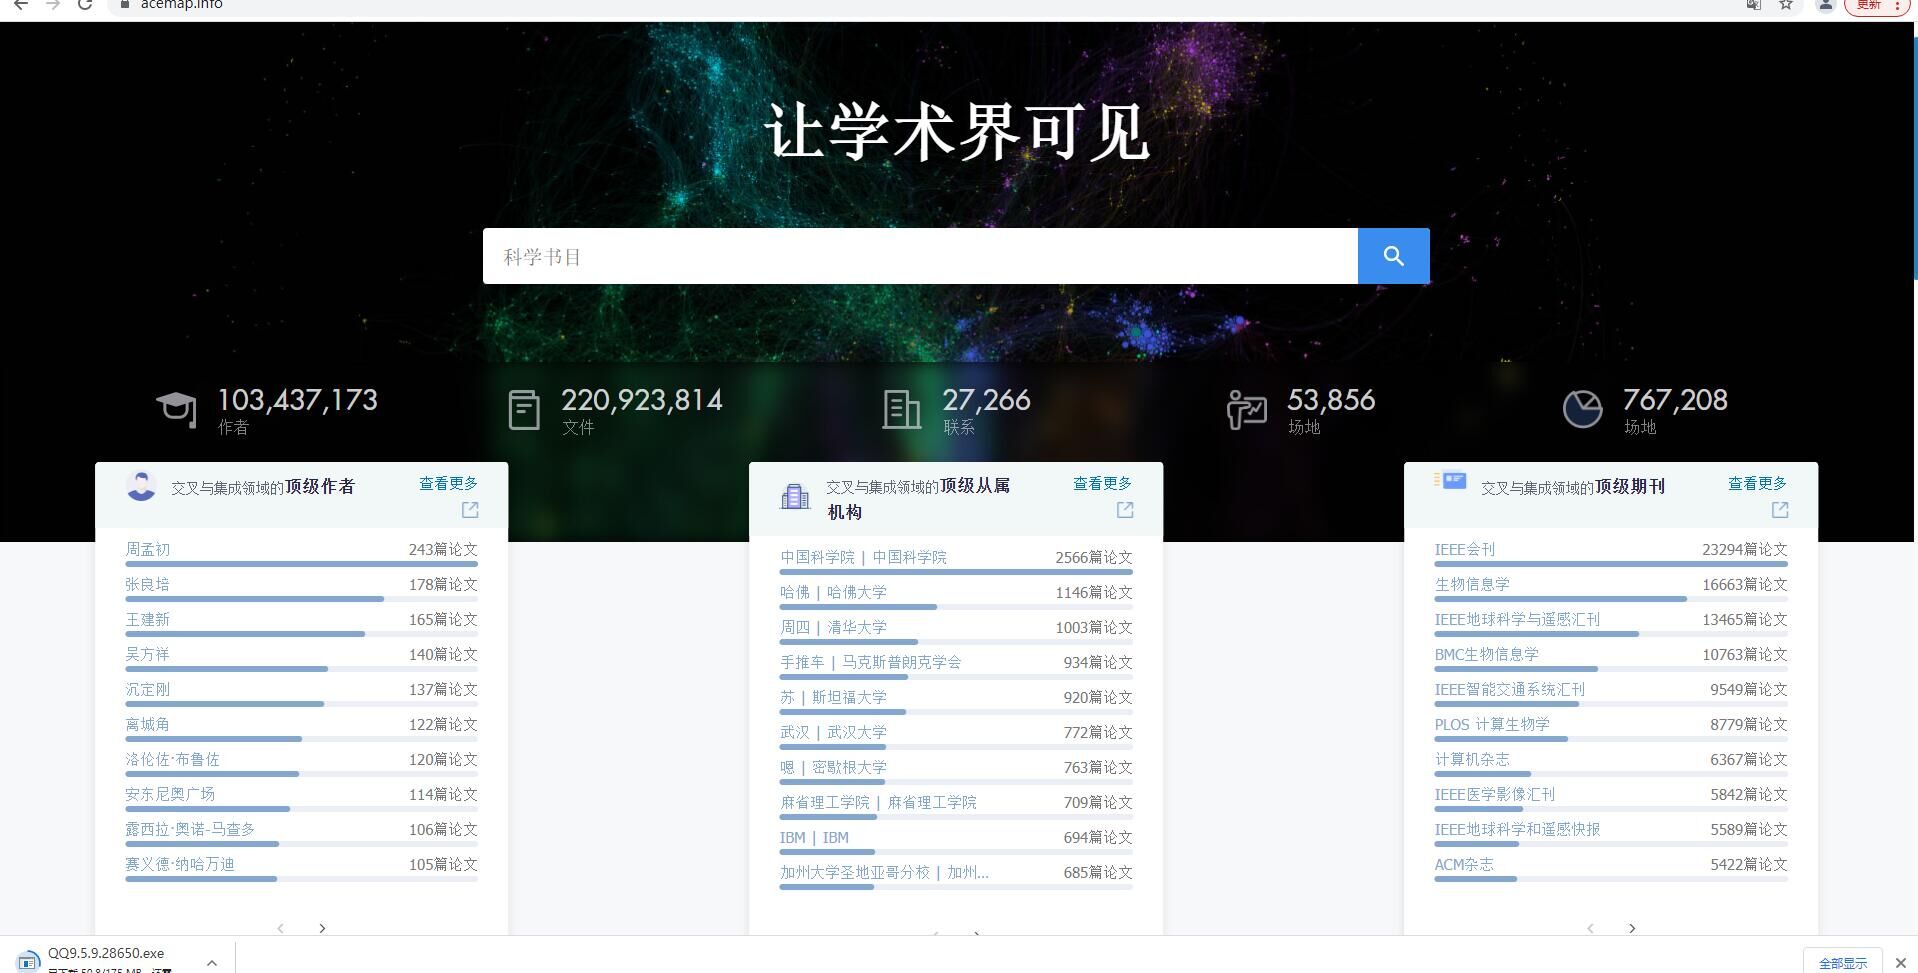 acemap.info
更新
让学术界可见
科学书目
103,437,173
作者
220,923,814
文件
27,266
联系
53,856
场地
767,208
场地
交叉与集成领域的顶级作者
查看更多
周孟初 243篇论文
张良培 178篇论文
王建新 165篇论文
吴方祥 140篇论文
沉定刚 137篇论文
离城角 122篇论文
洛伦佐·布鲁佐 120篇论文
安东尼奥广场 114篇论文
露西拉·奥诺-马查多 106篇论文
赛义德·纳哈万迪 105篇论文
交叉与集成领域的顶级从属
机构
查看更多
中国科学院 | 中国科学院 2566篇论文
哈佛 | 哈佛大学 1146篇论文
周四 | 清华大学 1003篇论文
手推车 | 马克斯普朗克学会 934篇论文
苏 | 斯坦福大学 920篇论文
武汉 | 武汉大学 772篇论文
嗯 | 密歇根大学 763篇论文
麻省理工学院 | 麻省理工学院 709篇论文
IBM | IBM 694篇论文
加州大学圣地亚哥分校 | 加州... 685篇论文
交叉与集成领域的顶级期刊
查看更多
IEEE会刊 23294篇论文
生物信息学 16663篇论文
IEEE地球科学与遥感汇刊 13465篇论文
BMC生物信息学 10763篇论文
IEEE智能交通系统汇刊 9549篇论文
PLOS 计算生物学 8779篇论文
计算机杂志 6367篇论文
IEEE医学影像汇刊 5842篇论文
IEEE地球科学和遥感快报 5589篇论文
ACM杂志 5422篇论文
QQ9.5.9.28650.exe
全部显示